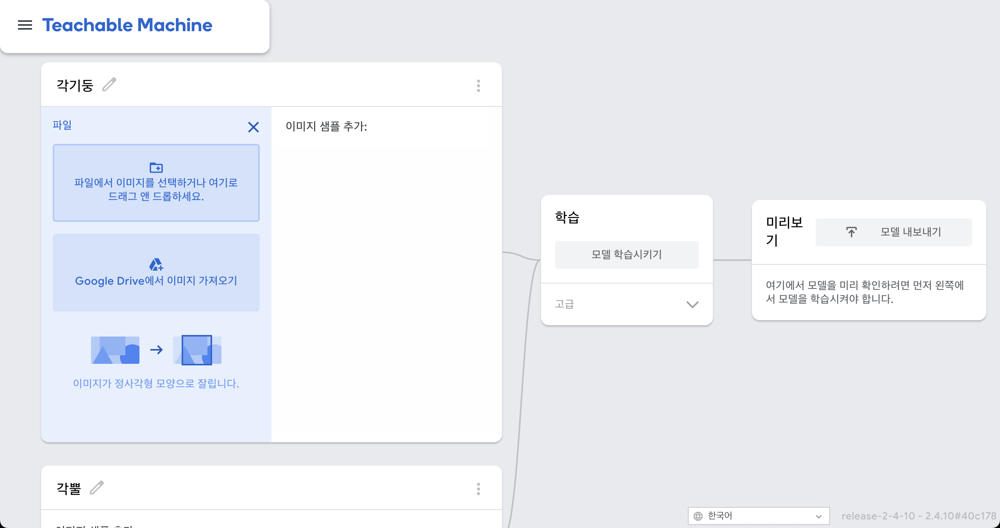 Teachable Machine
각기둥
파일
이미지 샘플 추가:
파일에서 이미지를 선택하거나 여기로
드래그 앤 드롭하세요.
Google Drive에서 이미지 가져오기
이미지가 정사각형 모양으로 잘립니다.
학습
모델 학습시키기
고급
미리보
기
모델 내보내기
여기에서 모델을 미리 확인하려면 먼저 왼쪽에
서 모델을 학습시켜야 합니다.
각뿔
한국어
release-2-4-10 - 2.4.10#40c178